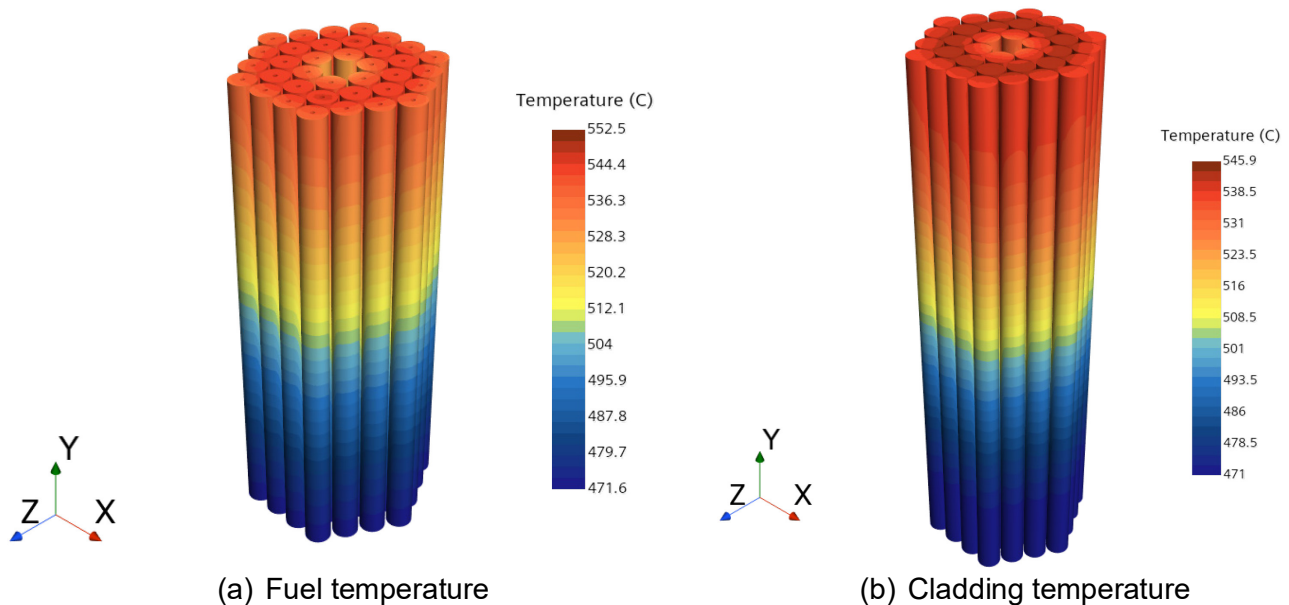 Temperature (C)
552.5
544.4
536.3
528.3
520.2
512.1
504
495.9
487.8
479.7
471.6
Y
Z
X
(a) Fuel temperature
Temperature (C)
545.9
538.5
531
523.5
516
508.5
501
493.5
486
478.5
471
Y
Z
X
(b) Cladding temperature